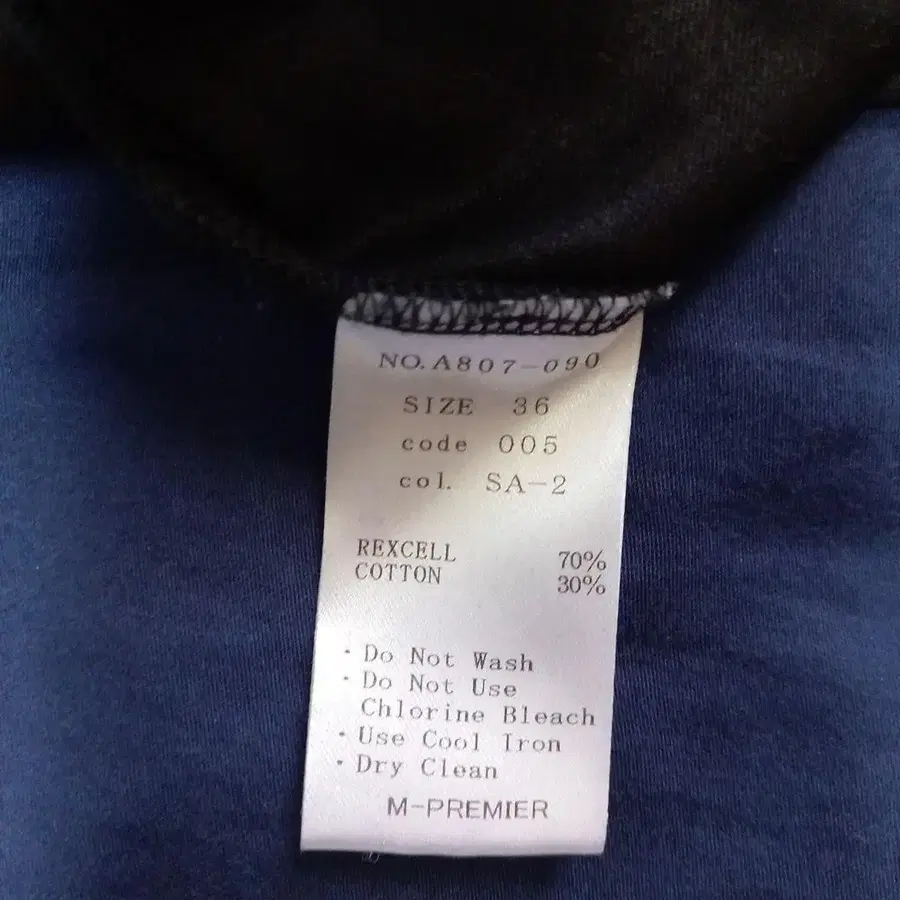 NO. A807-090
SIZE 36
code 005
col. SA-2
REXCELL 70%
COTTON 30%
· Do Not Wash
· Do Not Use
Chlorine Bleach
· Use Cool Iron
· Dry Clean
M-PREMIER